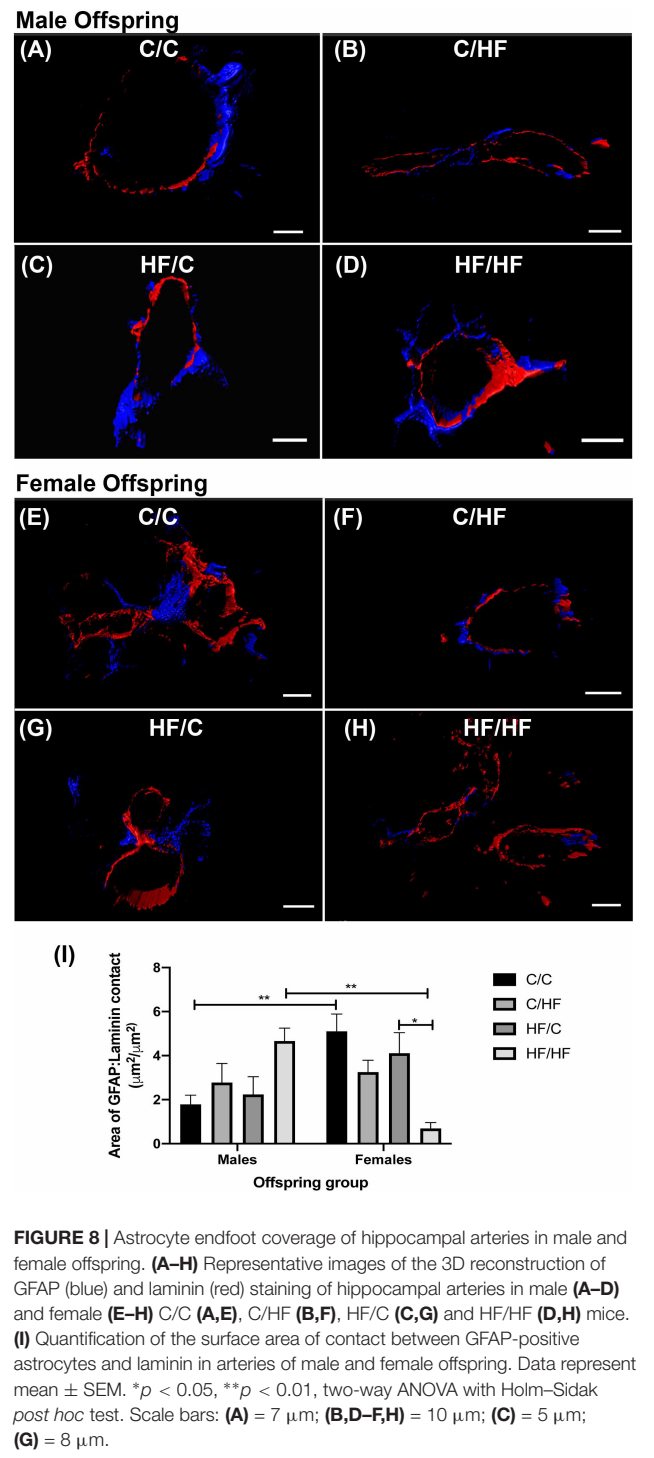 Male Offspring
(A) C/C
(B) C/HF
(C) HF/C
(D) HF/HF
Female Offspring
(E) C/C
(F) C/HF
(G) HF/C
(H) HF/HF
(I)
Area of GFAP:Laminin contact
(μm²/μm²)
8
6
4
2
0
**
**
*
Males Females
Offspring group
C/C
C/HF
HF/C
HF/HF
FIGURE 8 | Astrocyte endfoot coverage of hippocampal arteries in male and
female offspring. (A–H) Representative images of the 3D reconstruction of
GFAP (blue) and laminin (red) staining of hippocampal arteries in male (A–D)
and female (E–H) C/C (A,E), C/HF (B,F), HF/C (C,G) and HF/HF (D,H) mice.
(I) Quantification of the surface area of contact between GFAP-positive
astrocytes and laminin in arteries of male and female offspring. Data represent
mean ± SEM. *p < 0.05, **p < 0.01, two-way ANOVA with Holm–Sidak
post hoc test. Scale bars: (A) = 7 μm; (B,D–F,H) = 10 μm; (C) = 5 μm;
(G) = 8 μm.